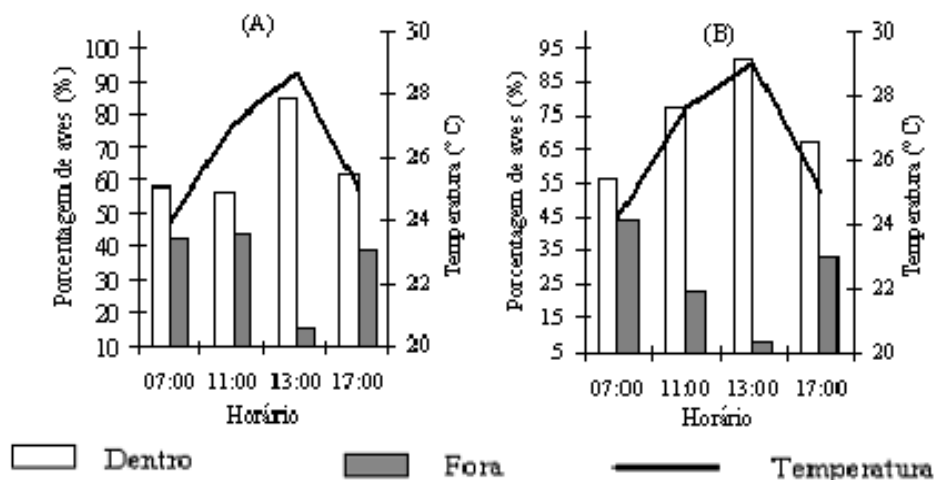 (A)
Porcentagem de aves (%)
100
90
80
70
60
50
40
30
20
10
30
28
26
24
22
20
Temperatura (° C)
07:00 11:00 13:00 17:00
Horário
(B)
Porcentagem de aves (%)
95
85
75
65
55
45
35
25
15
5
30
28
26
24
22
20
Temperatura (° C)
07:00 11:00 13:00 17:00
Horário
Dentro Fora Temperatura